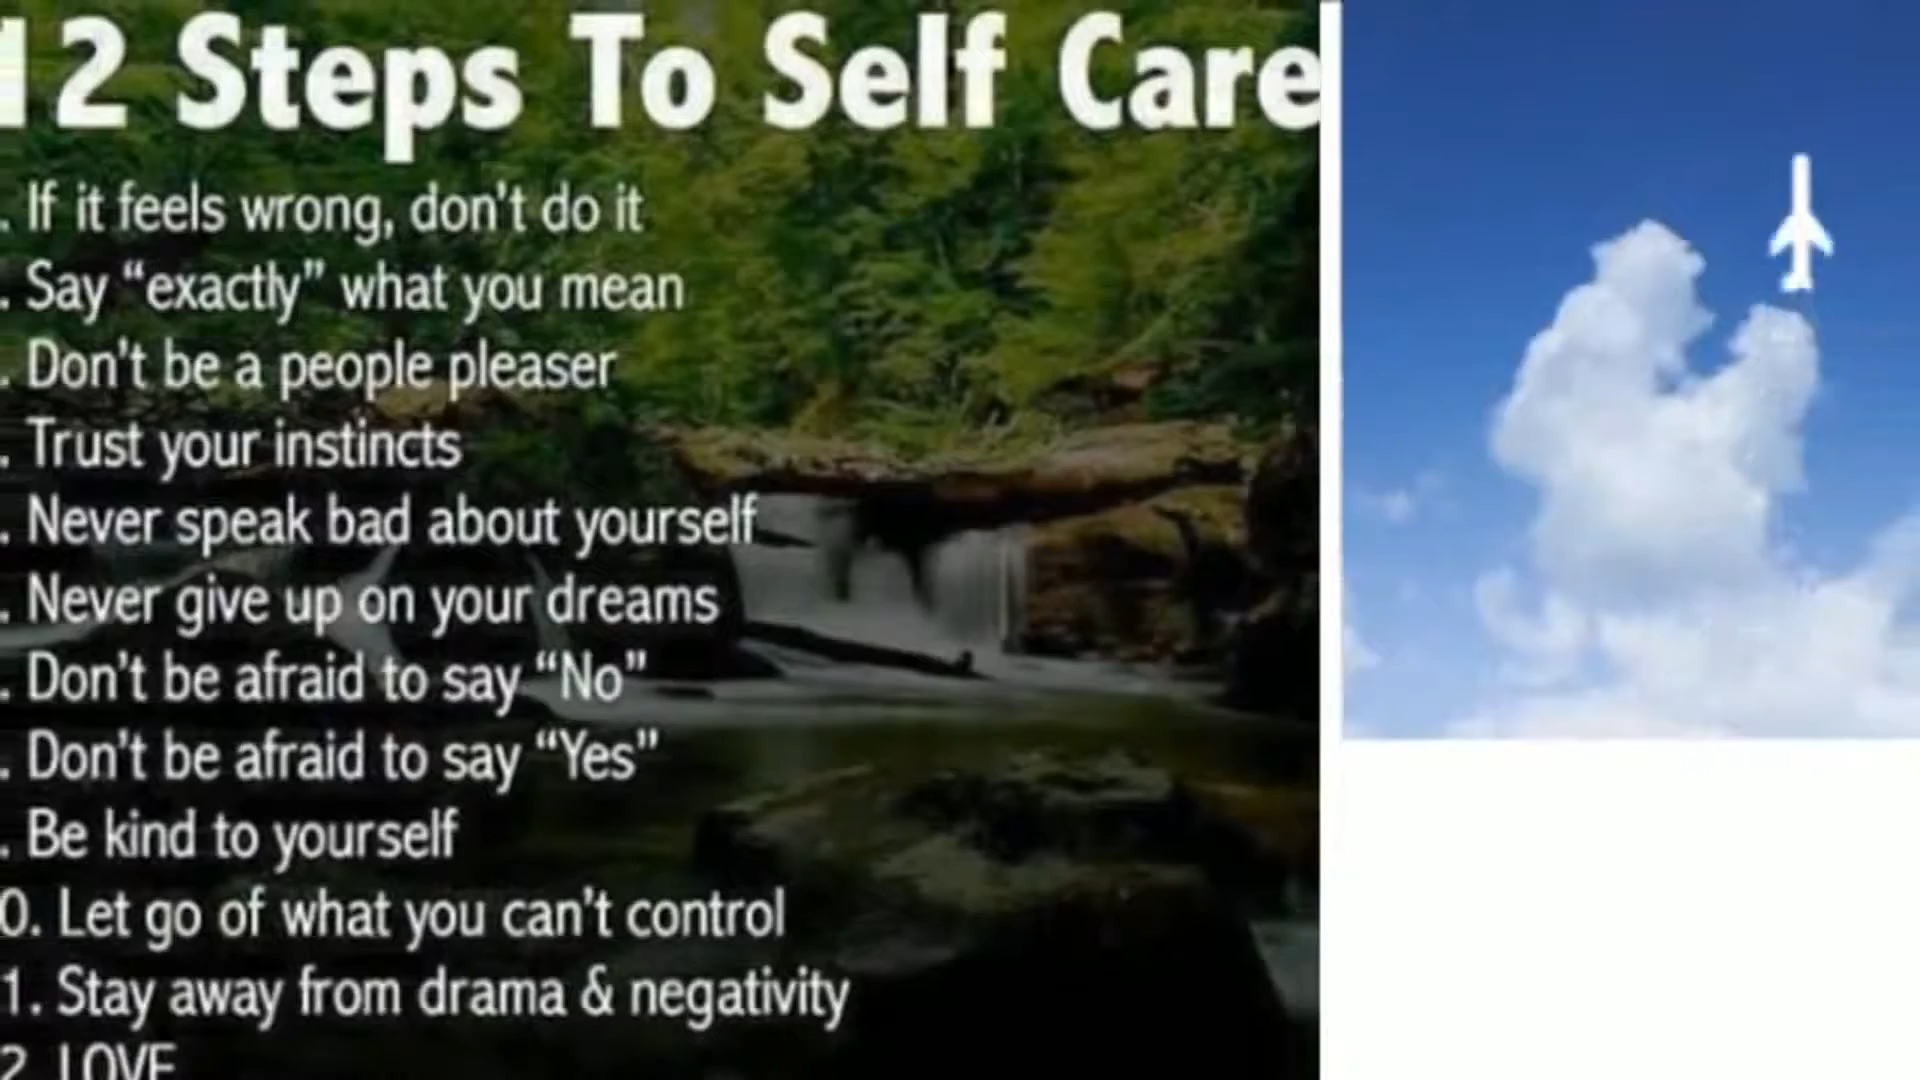 12 Steps To Self Care
. If it feels wrong, don't do it
. Say “exactly” what you mean
. Don't be a people pleaser
. Trust your instincts
. Never speak bad about yourself
. Never give up on your dreams
. Don't be afraid to say “No”
. Don't be afraid to say “Yes”
. Be kind to yourself
0. Let go of what you can't control
1. Stay away from drama & negativity
2. LOVE